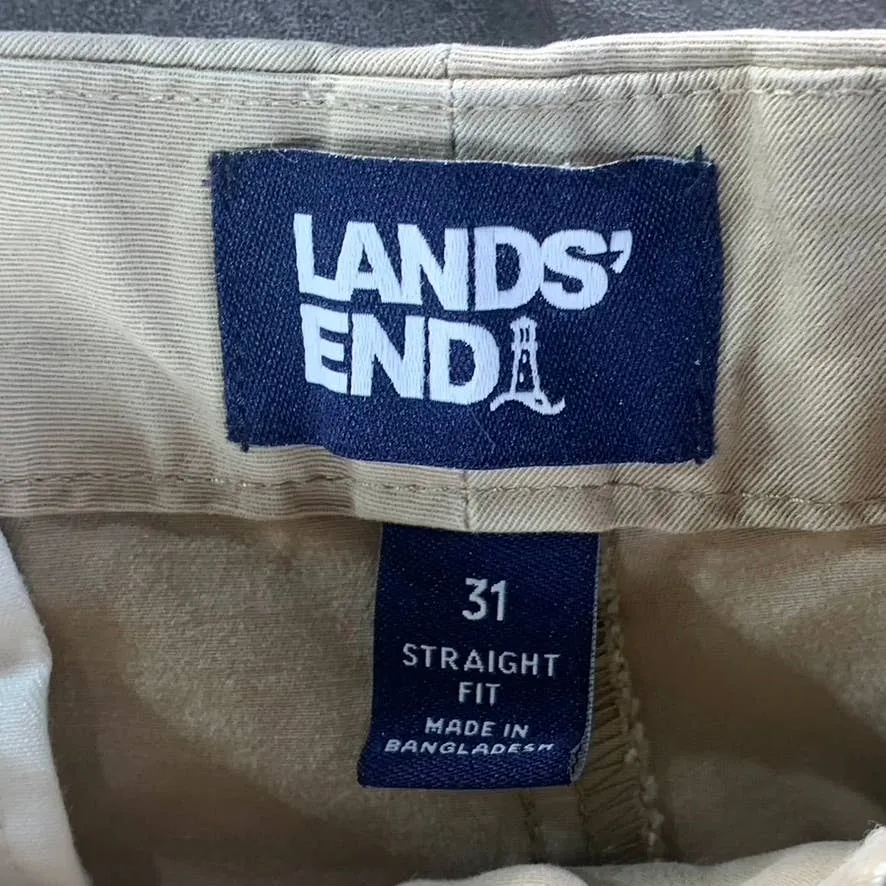 LANDS'
END
31
STRAIGHT
FIT
MADE IN
BANGLADESH